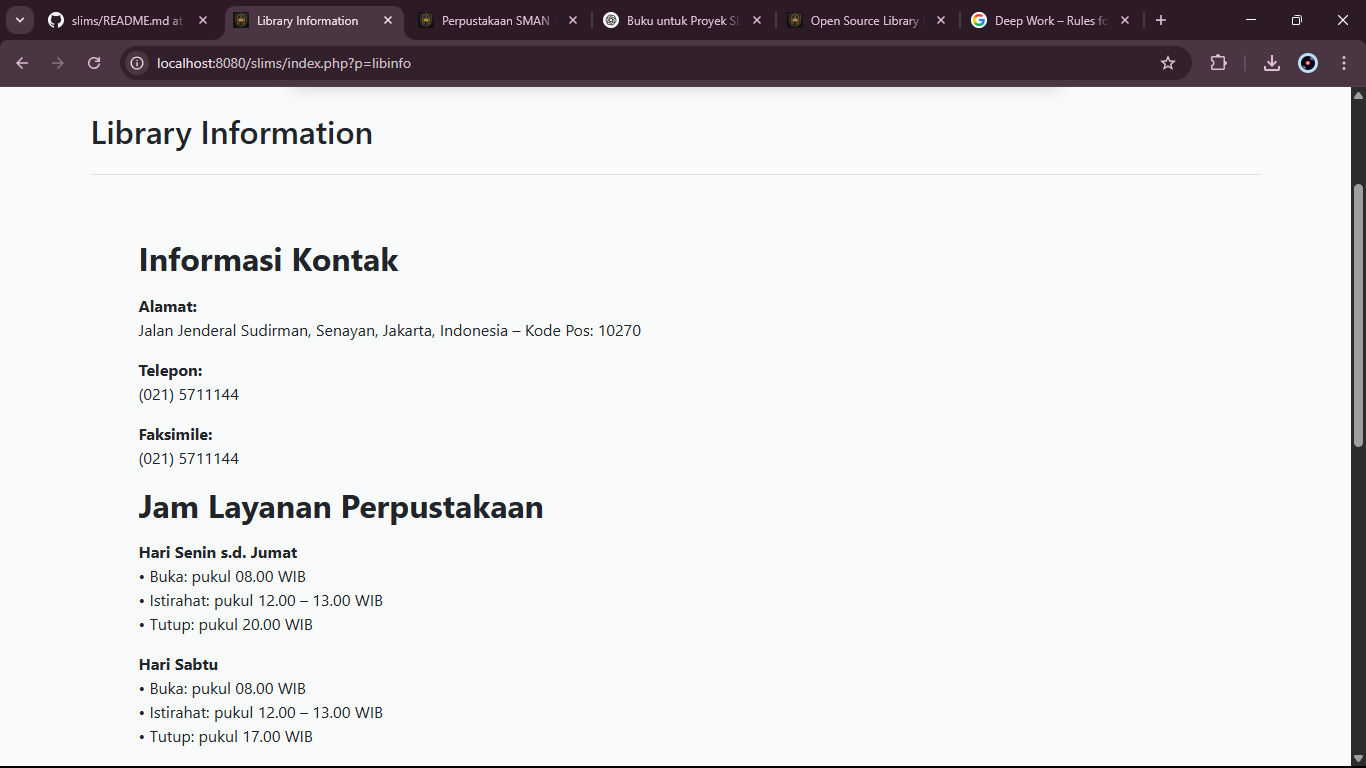 slims/README.md at
Library Information
Perpustakaan SMAN
Buku untuk Proyek SL
Open Source Library
Deep Work – Rules fo
localhost:8080/slims/index.php?p=libinfo
Library Information
Informasi Kontak
Alamat:
Jalan Jenderal Sudirman, Senayan, Jakarta, Indonesia – Kode Pos: 10270
Telepon:
(021) 5711144
Faksimile:
(021) 5711144
Jam Layanan Perpustakaan
Hari Senin s.d. Jumat
• Buka: pukul 08.00 WIB
• Istirahat: pukul 12.00 – 13.00 WIB
• Tutup: pukul 20.00 WIB
Hari Sabtu
• Buka: pukul 08.00 WIB
• Istirahat: pukul 12.00 – 13.00 WIB
• Tutup: pukul 17.00 WIB